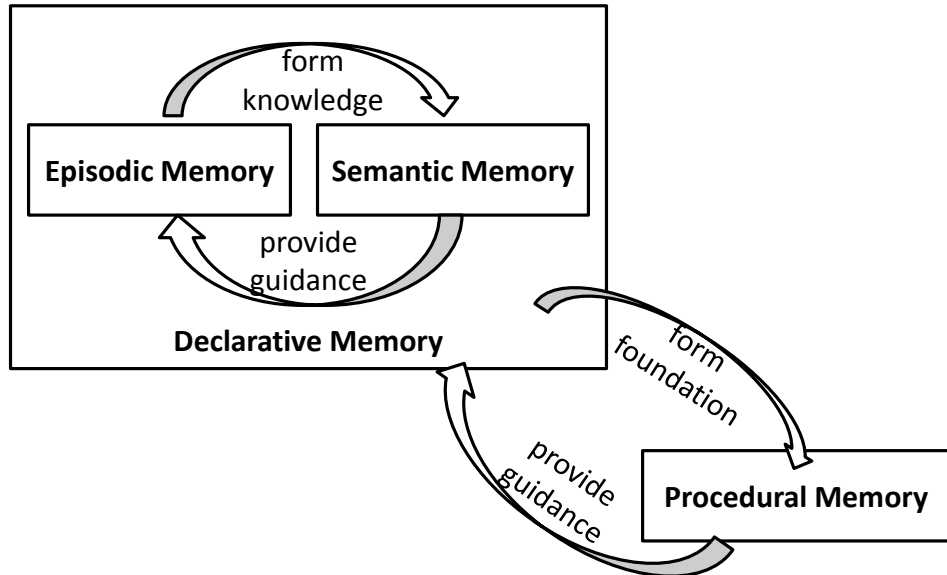 form
knowledge
Episodic Memory
Semantic Memory
provide
guidance
Declarative Memory
form
foundation
provide
guidance
Procedural Memory